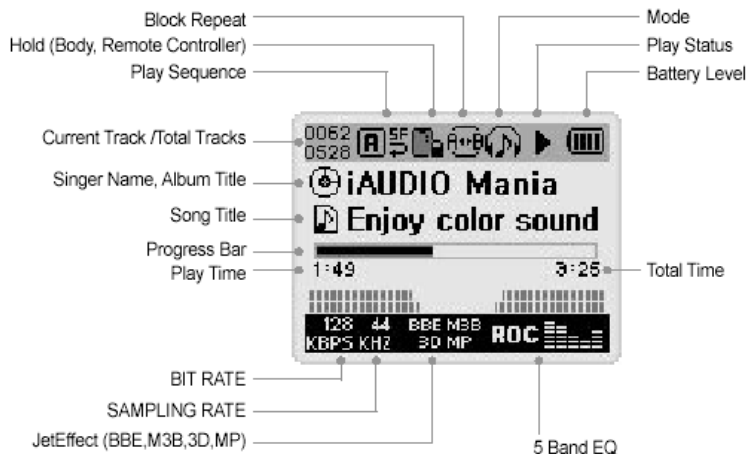 Block Repeat
Hold (Body, Remote Controller)
Play Sequence
Mode
Play Status
Battery Level
Current Track /Total Tracks
Singer Name, Album Title
Song Title
Progress Bar
Play Time
0062
0528
A
SF
A↔B
iAUDIO Mania
Enjoy color sound
1:49
3:25
Total Time
128 44 BBE M3B
KBPS KHZ 3D MP
ROC
BIT RATE
SAMPLING RATE
JetEffect (BBE,M3B,3D,MP)
5 Band EQ